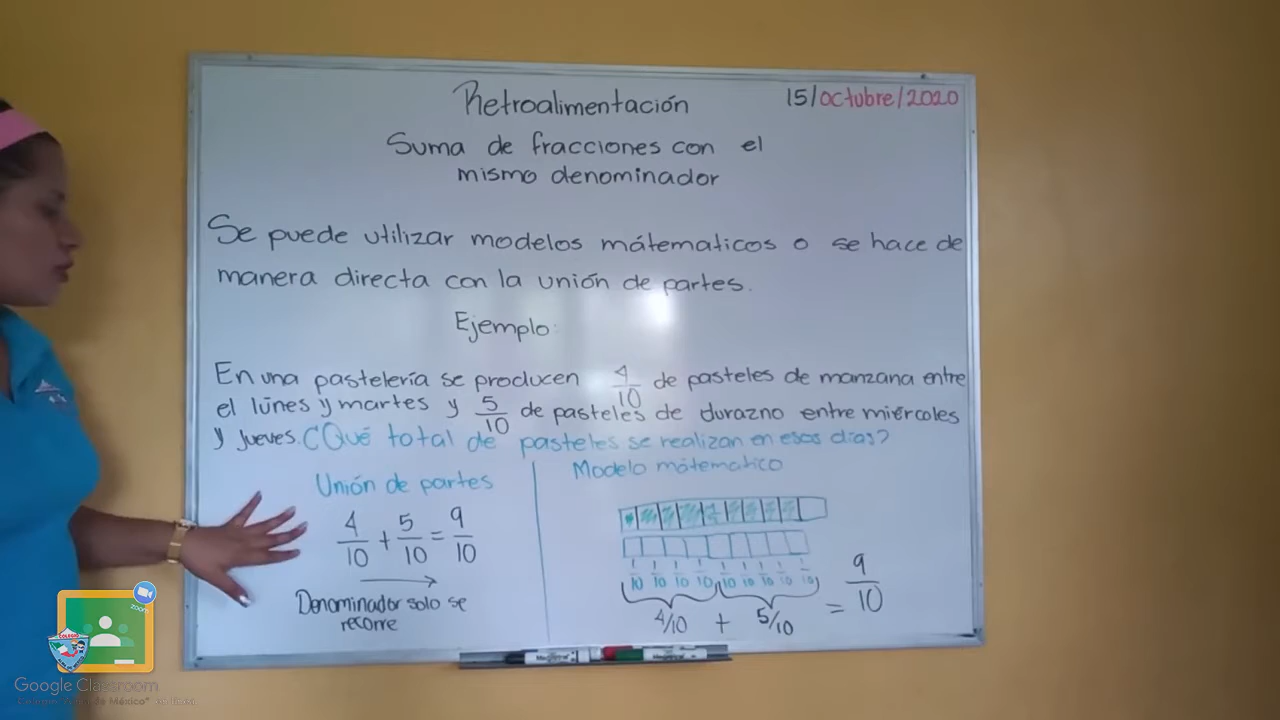 Retroalimentación
15/octubre/2020
Suma de fracciones con el
mismo denominador
Se puede utilizar modelos mátematicos o se hace de
manera directa con la unión de partes.
Ejemplo:
En una pastelería se producen 4/10 de pasteles de manzana entre
el lúnes y martes y 5/10 de pasteles de durazno entre miércoles
y jueves. ¿Qué total de pasteles se realizan en esos días?
Unión de partes
4/10 + 5/10 = 9/10
Denominador solo se
recorre
Modelo mátematico
1/10 1/10 1/10 1/10 1/10 1/10 1/10 1/10 1/10
4/10 + 5/10 = 9/10
zoom
COLEGIO
Google Classroom
de México"